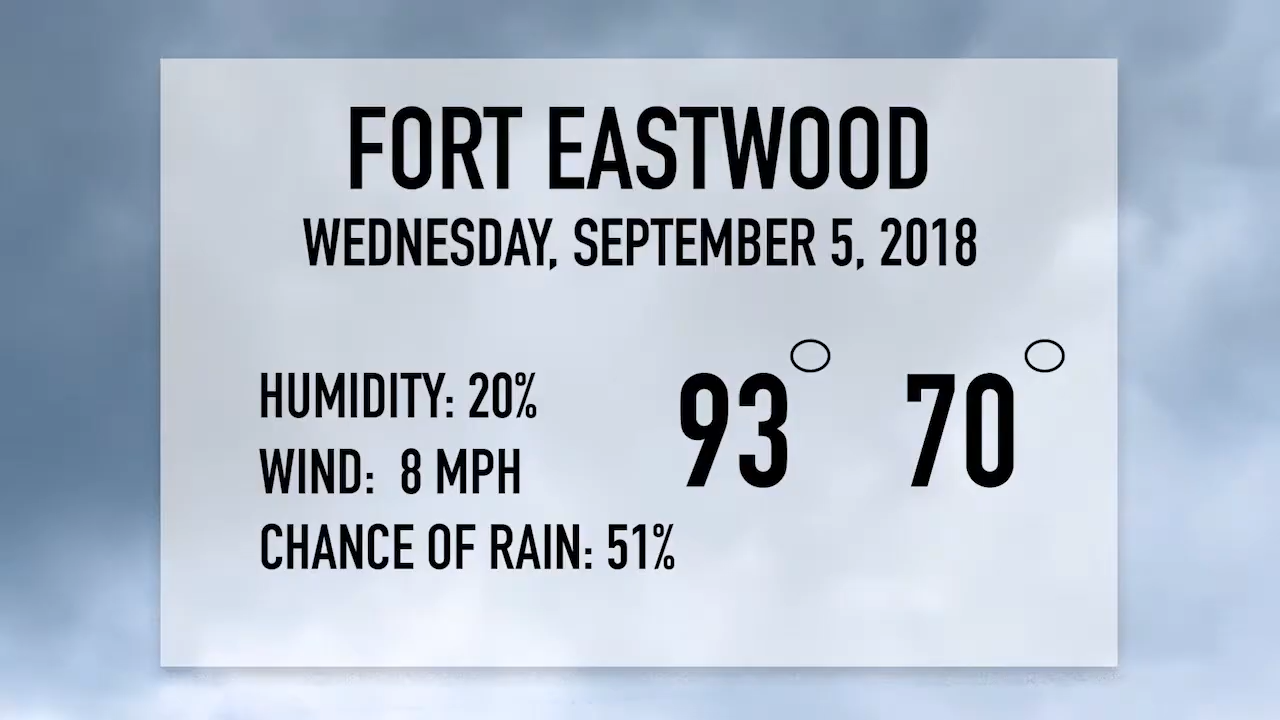 FORT EASTWOOD
WEDNESDAY, SEPTEMBER 5, 2018
HUMIDITY: 20%
WIND: 8 MPH
CHANCE OF RAIN: 51%
93° 70°